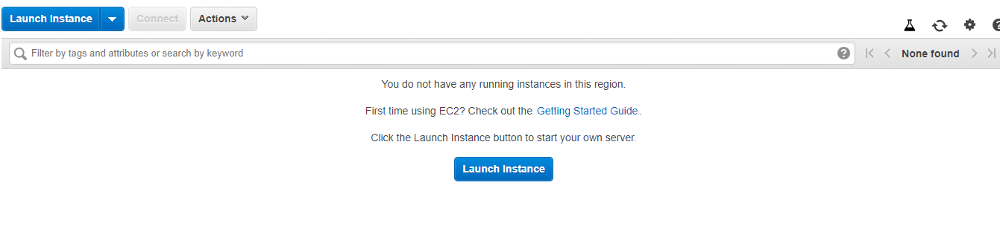 Launch Instance Connect Actions
Filter by tags and attributes or search by keyword ? None found
You do not have any running instances in this region.
First time using EC2? Check out the Getting Started Guide.
Click the Launch Instance button to start your own server.
Launch Instance